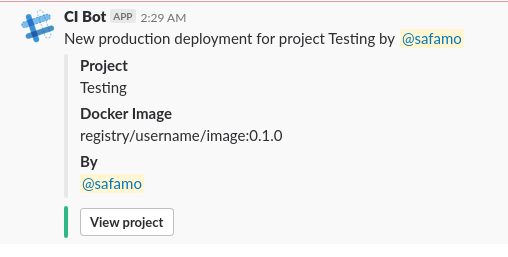 CI Bot APP 2:29 AM
New production deployment for project Testing by @safamo
Project
Testing
Docker Image
registry/username/image:0.1.0
By
@safamo
View project